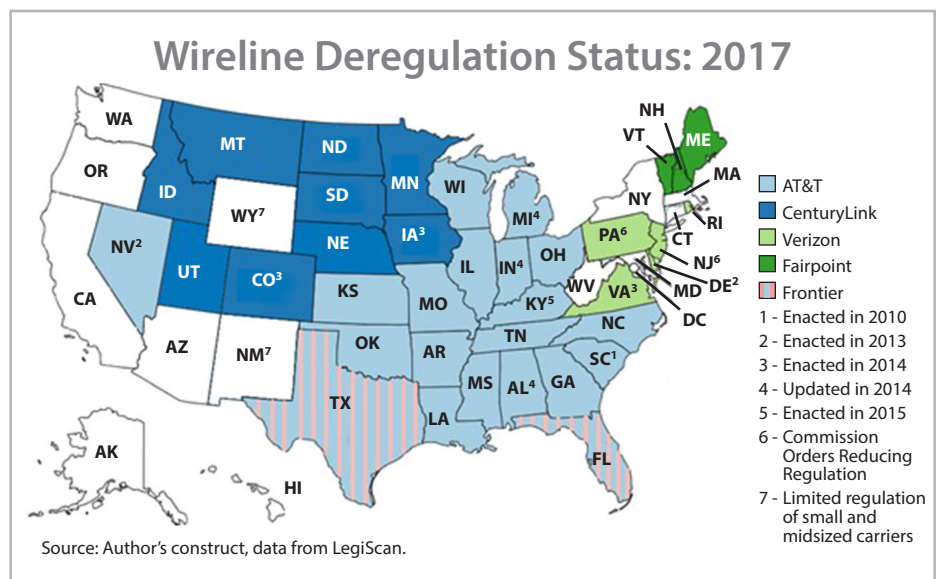 Wireline Deregulation Status: 2017
WA
OR
CA
NV²
ID
MT
WY⁷
UT
CO³
AZ
NM⁷
ND
SD
NE
KS
OK
TX
MN
IA³
MO
AR
LA
WI
IL
MI⁴
IN⁴
OH
KY⁵
TN
MS
AL⁴
GA
FL
SC¹
NC
VA³
WV
PA⁶
NY
VT
NH
ME
MA
RI
CT
NJ⁶
DE²
MD
DC
AK
HI
AT&T
CenturyLink
Verizon
Fairpoint
Frontier
1 - Enacted in 2010
2 - Enacted in 2013
3 - Enacted in 2014
4 - Updated in 2014
5 - Enacted in 2015
6 - Commission
Orders Reducing
Regulation
7 - Limited regulation
of small and
midsized carriers
Source: Author's construct, data from LegiScan.